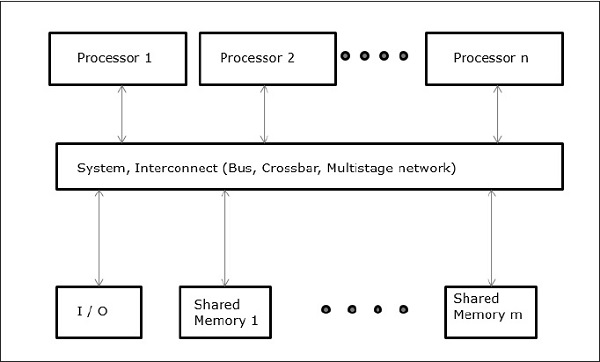 Processor 1
Processor 2
Processor n
System, Interconnect (Bus, Crossbar, Multistage network)
I / O
Shared
Memory 1
Shared
Memory m